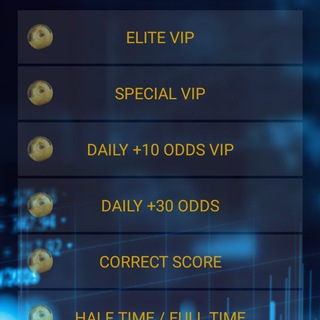 ELITE VIP
SPECIAL VIP
DAILY +10 ODDS VIP
DAILY +30 ODDS
CORRECT SCORE
HALF TIME / FULL TIME